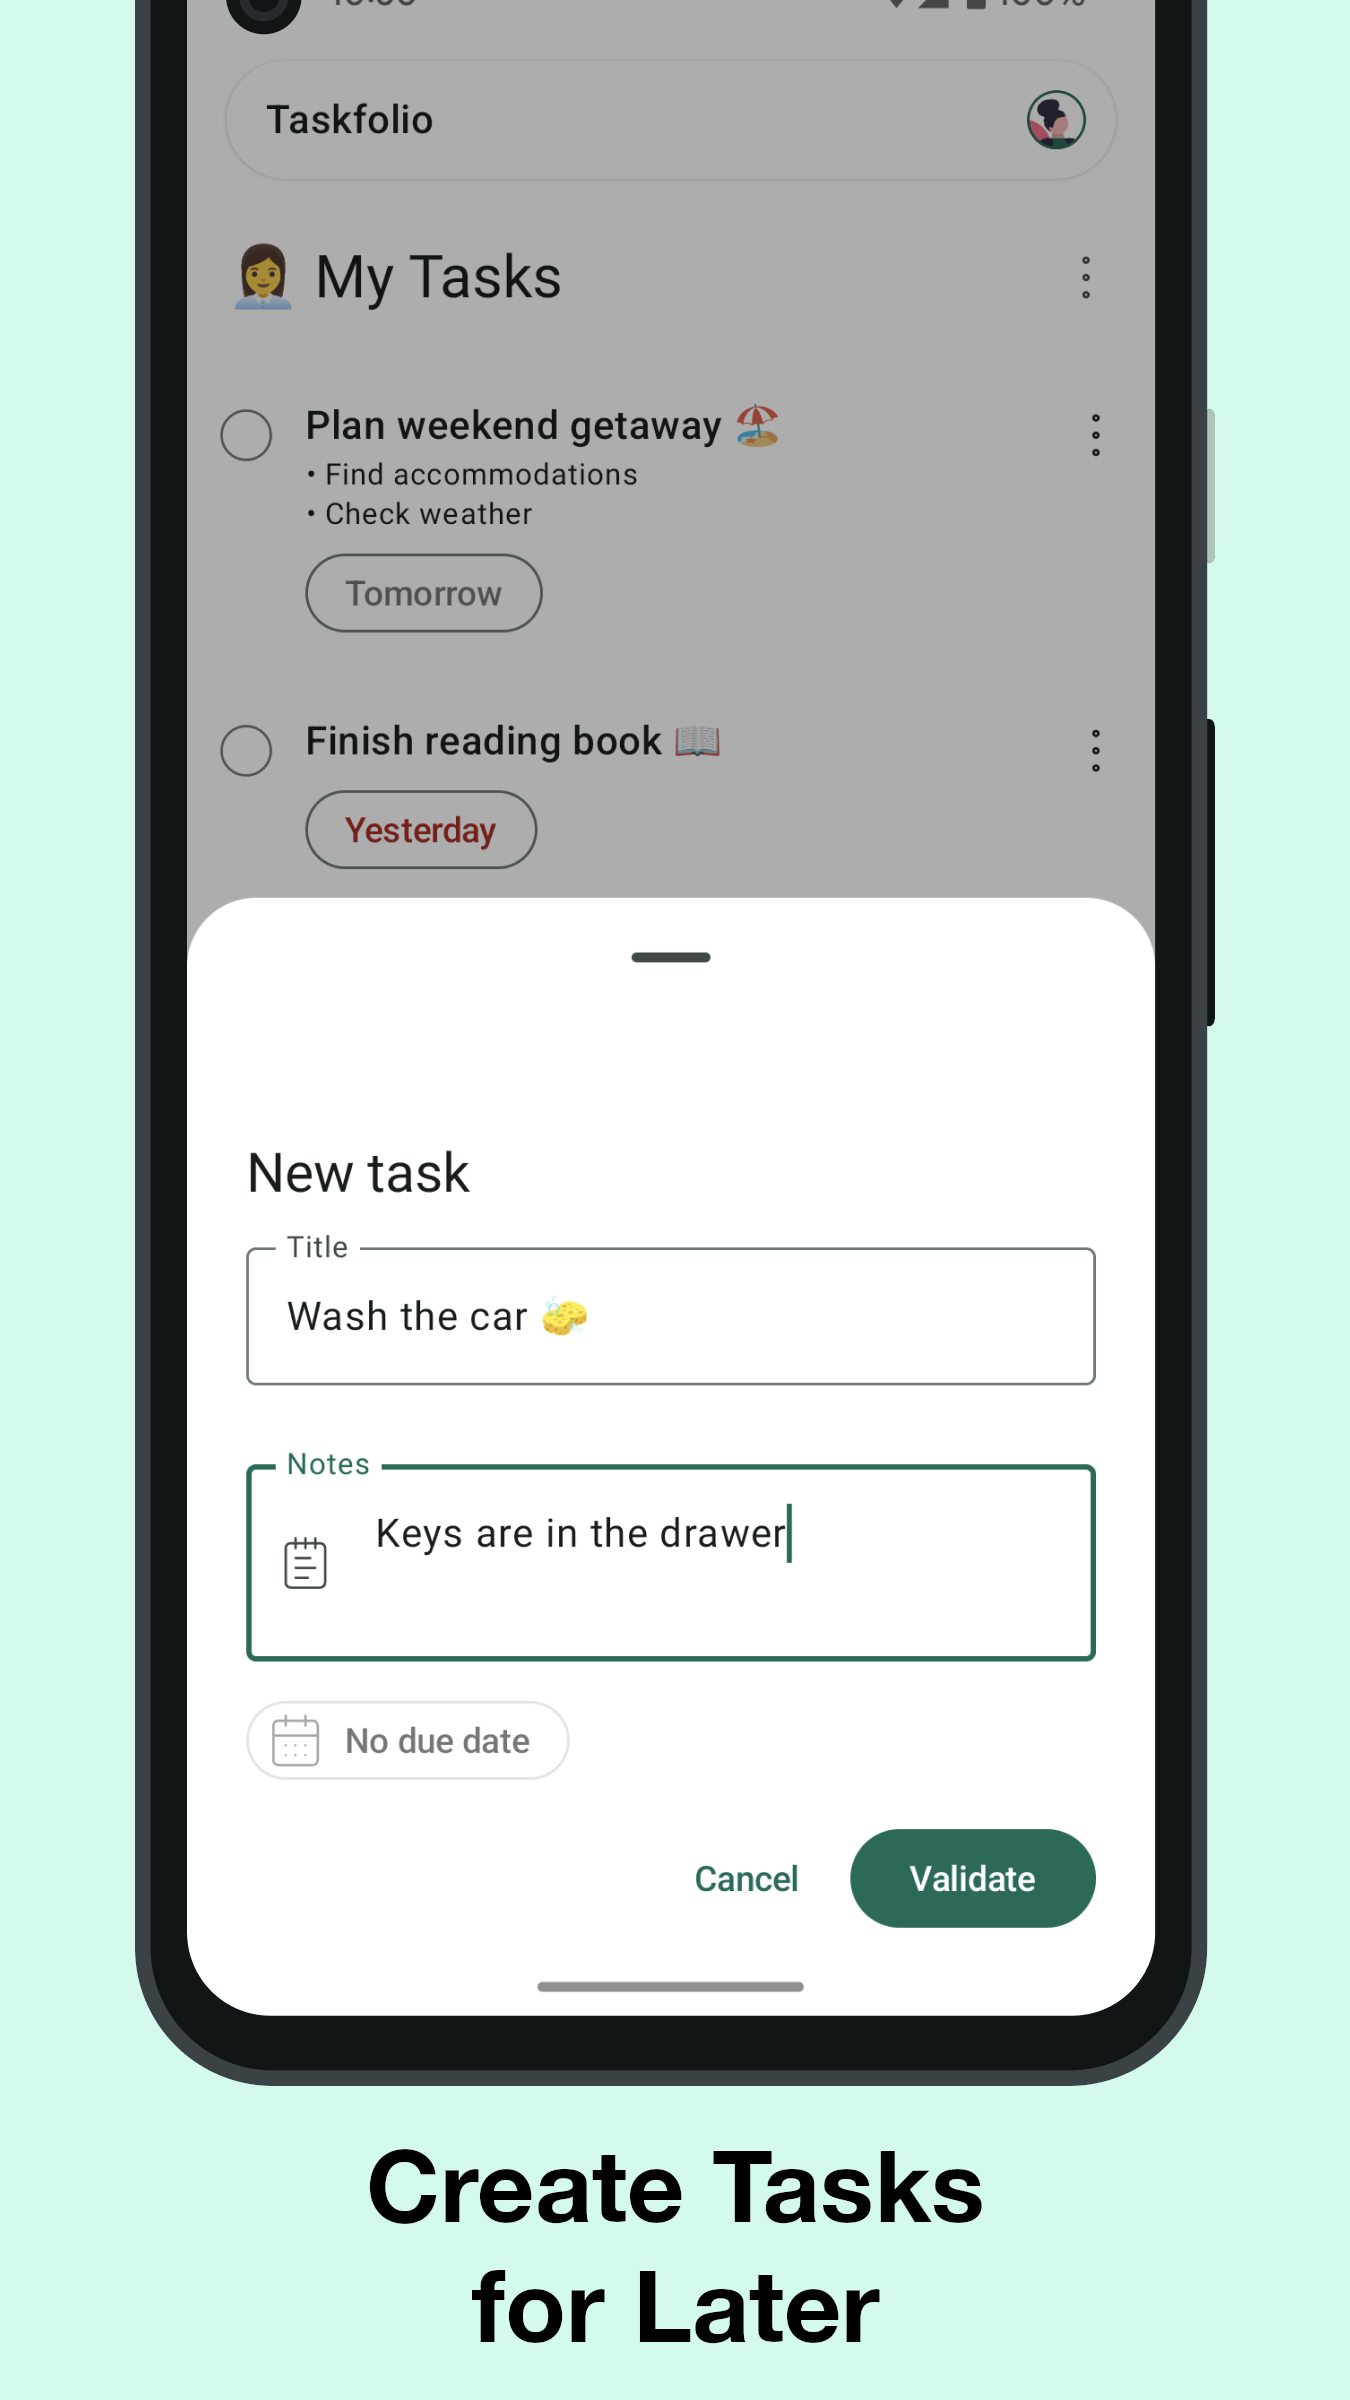 Taskfolio
👩‍💼 My Tasks
Plan weekend getaway 🏖️
• Find accommodations
• Check weather
Tomorrow
Finish reading book 📖
Yesterday
New task
Title
Wash the car 🧽
Notes
Keys are in the drawer
No due date
Cancel
Validate
Create Tasks
for Later